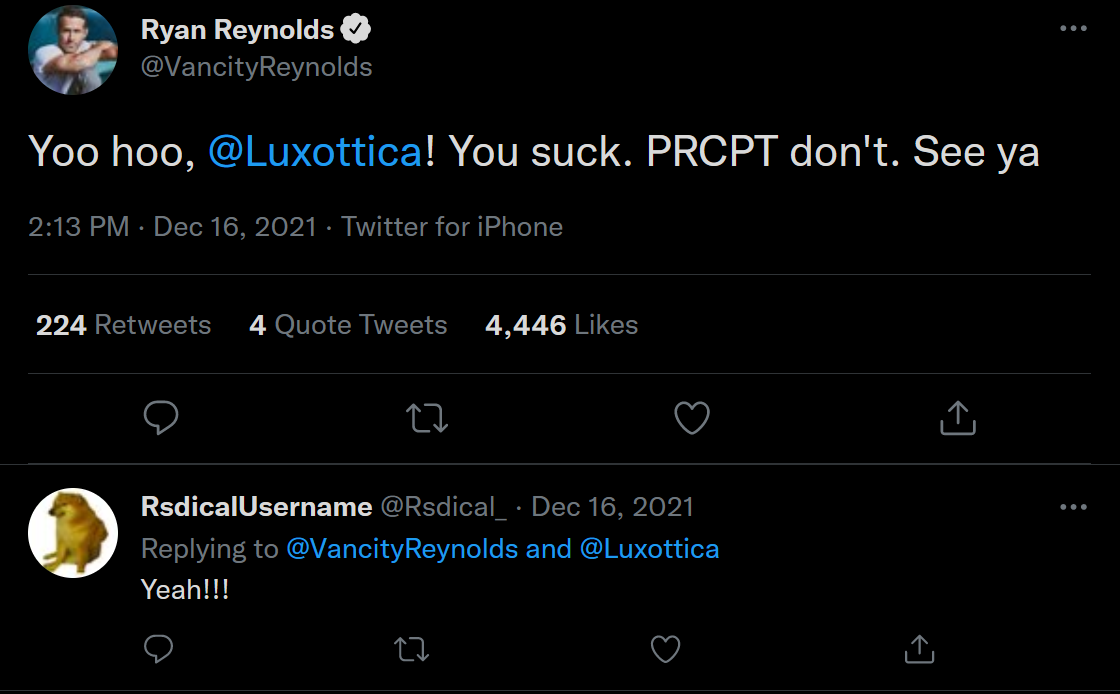 Ryan Reynolds
@VancityReynolds
Yoo hoo, @Luxottica! You suck. PRCPT don't. See ya
2:13 PM · Dec 16, 2021 · Twitter for iPhone
224 Retweets 4 Quote Tweets 4,446 Likes
RsdicalUsername @Rsdical_ · Dec 16, 2021
Replying to @VancityReynolds and @Luxottica
Yeah!!!